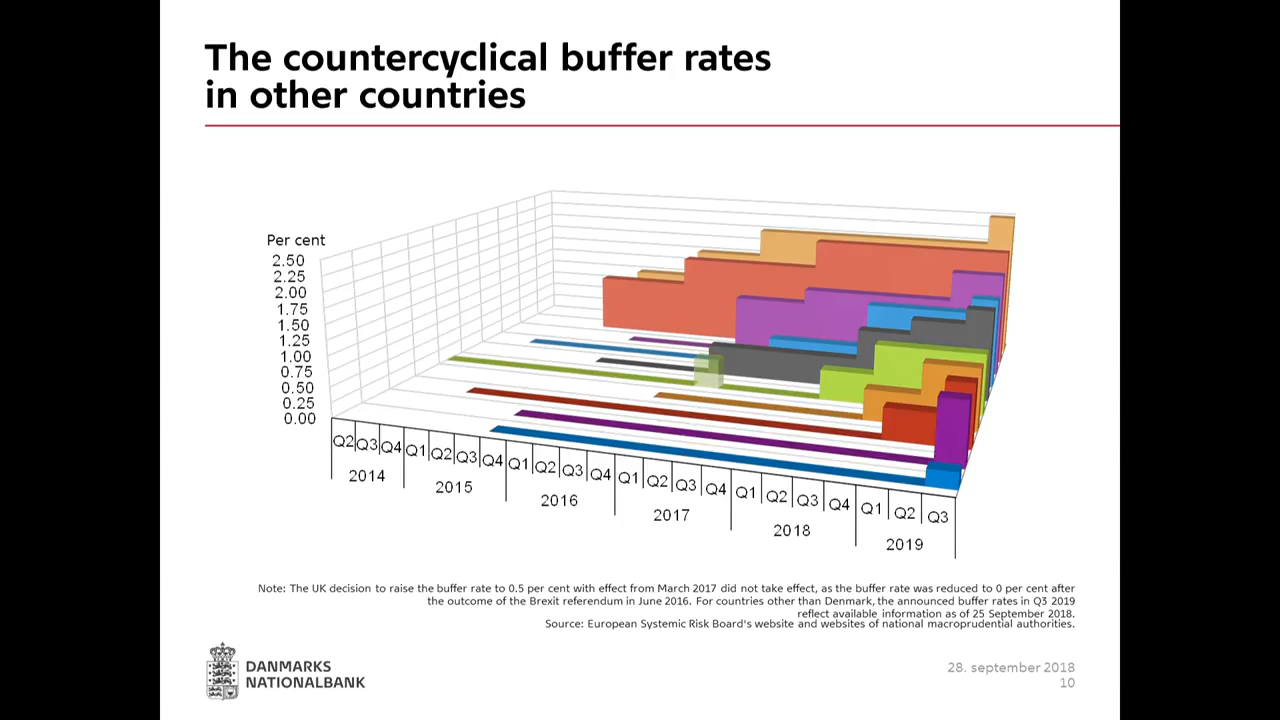 The countercyclical buffer rates
in other countries
Per cent
2.50
2.25
2.00
1.75
1.50
1.25
1.00
0.75
0.50
0.25
0.00
Q2 Q3 Q4 Q1 Q2 Q3 Q4 Q1 Q2 Q3 Q4 Q1 Q2 Q3 Q4 Q1 Q2 Q3 Q4 Q1 Q2 Q3
2014 2015 2016 2017 2018 2019
Note: The UK decision to raise the buffer rate to 0.5 per cent with effect from March 2017 did not take effect, as the buffer rate was reduced to 0 per cent after
the outcome of the Brexit referendum in June 2016. For countries other than Denmark, the announced buffer rates in Q3 2019
reflect available information as of 25 September 2018.
Source: European Systemic Risk Board's website and websites of national macroprudential authorities.
DANMARKS
NATIONALBANK
28. september 2018
10